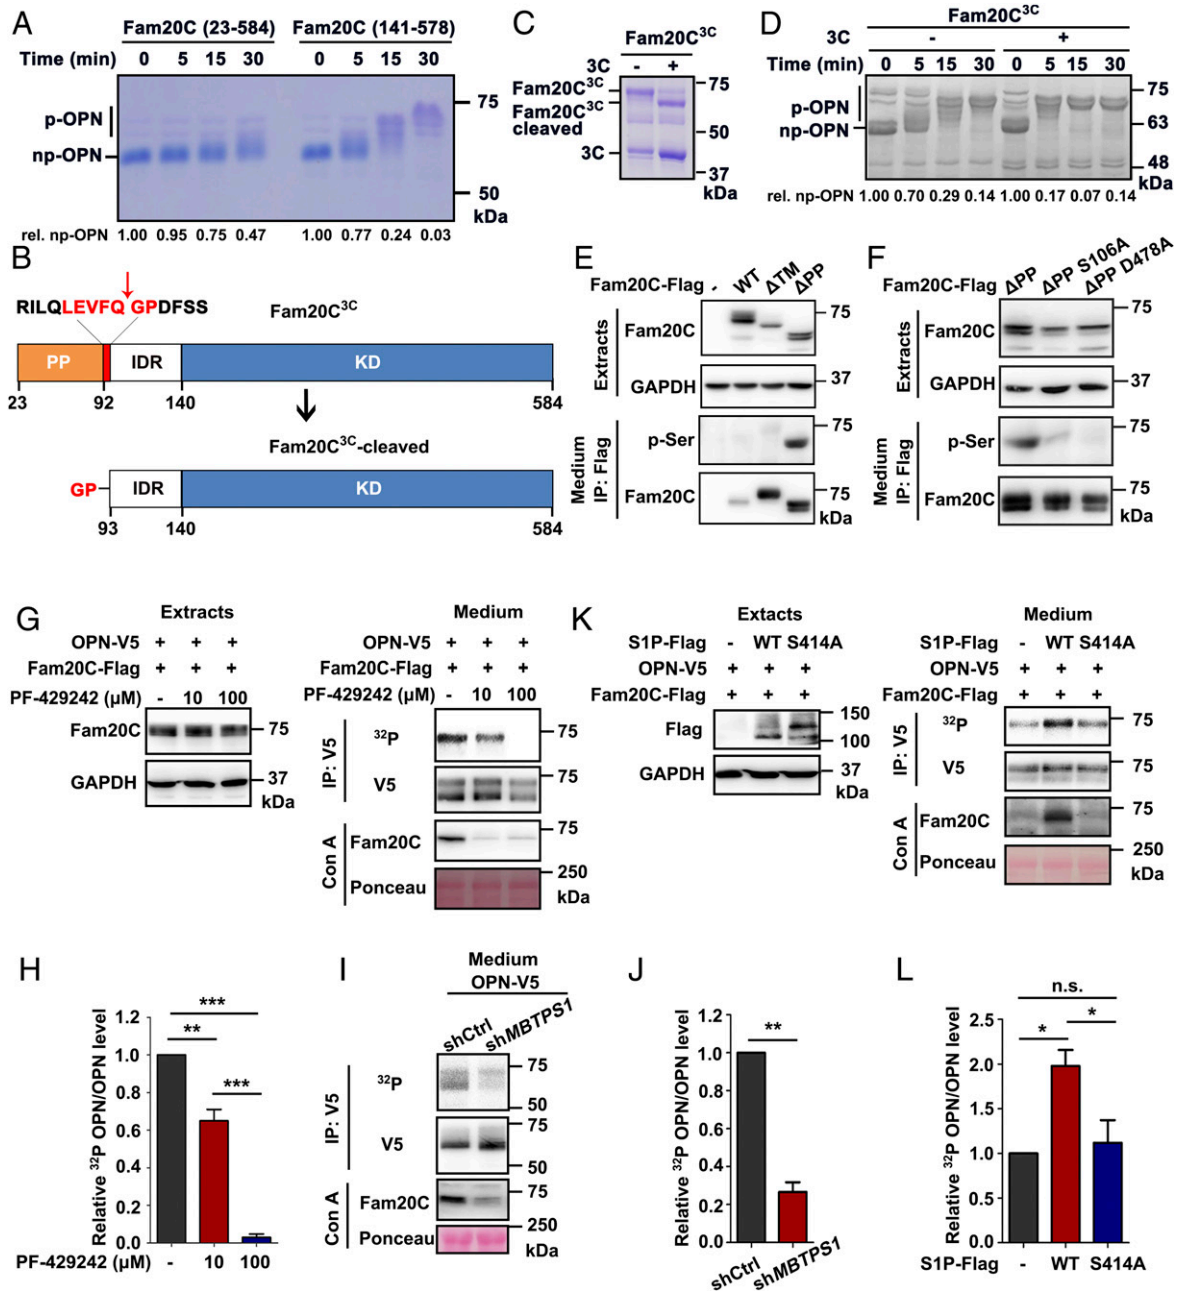 A
Fam20C (23-584) Fam20C (141-578)
Time (min) 0 5 15 30 0 5 15 30
p-OPN
np-OPN
75
50
kDa
rel. np-OPN 1.00 0.95 0.75 0.47 1.00 0.77 0.24 0.03
C
Fam20C3C
- +
Fam20C3C
Fam20C3C
cleaved
3C
75
50
37
kDa
D
Fam20C3C
3C - +
Time (min) 0 5 15 30 0 5 15 30
p-OPN
np-OPN
75
63
48
kDa
rel. np-OPN 1.00 0.70 0.29 0.14 1.00 0.17 0.07 0.14
B
RILQLEVFQGPDFSS
Fam20C3C
PP IDR KD
23 92 140 584
Fam20C3C-cleaved
GP IDR KD
93 140 584
E
Fam20C-Flag - WT ΔTM ΔPP
Extracts
Fam20C 75
GAPDH 37
Medium
IP: Flag
p-Ser 75
Fam20C 75
kDa
F
Fam20C-Flag ΔPP ΔPP S106A ΔPP D478A
Extracts
Fam20C 75
GAPDH 37
Medium
IP: Flag
p-Ser 75
Fam20C 75
kDa
G
Extracts
OPN-V5 + + +
Fam20C-Flag + + +
PF-429242 (µM) - 10 100
Fam20C 75
GAPDH 37
kDa
Medium
OPN-V5 + + +
Fam20C-Flag + + +
PF-429242 (µM) - 10 100
IP: V5
32P 75
V5 75
Con A
Fam20C 75
Ponceau 250
kDa
K
Extacts
S1P-Flag - WT S414A
OPN-V5 + + +
Fam20C-Flag + + +
Flag 150
100
GAPDH 37
kDa
Medium
S1P-Flag - WT S414A
OPN-V5 + + +
Fam20C-Flag + + +
IP: V5
32P 75
V5 75
Con A
Fam20C 75
Ponceau 250
kDa
H
Relative 32P OPN/OPN level
1.2
1.0
0.8
0.6
0.4
0.2
0.0
***
**
***
PF-429242 (µM) - 10 100
I
Medium
OPN-V5
shCtrl shMBTPS1
IP: V5
32P 75
50
V5 75
50
Con A
Fam20C 75
Ponceau 250
kDa
J
Relative 32P OPN/OPN level
1.2
1.0
0.8
0.6
0.4
0.2
0.0
**
shCtrl shMBTPS1
L
Relative 32P OPN/OPN level
2.5
2.0
1.5
1.0
0.5
0.0
n.s.
*
*
S1P-Flag - WT S414A